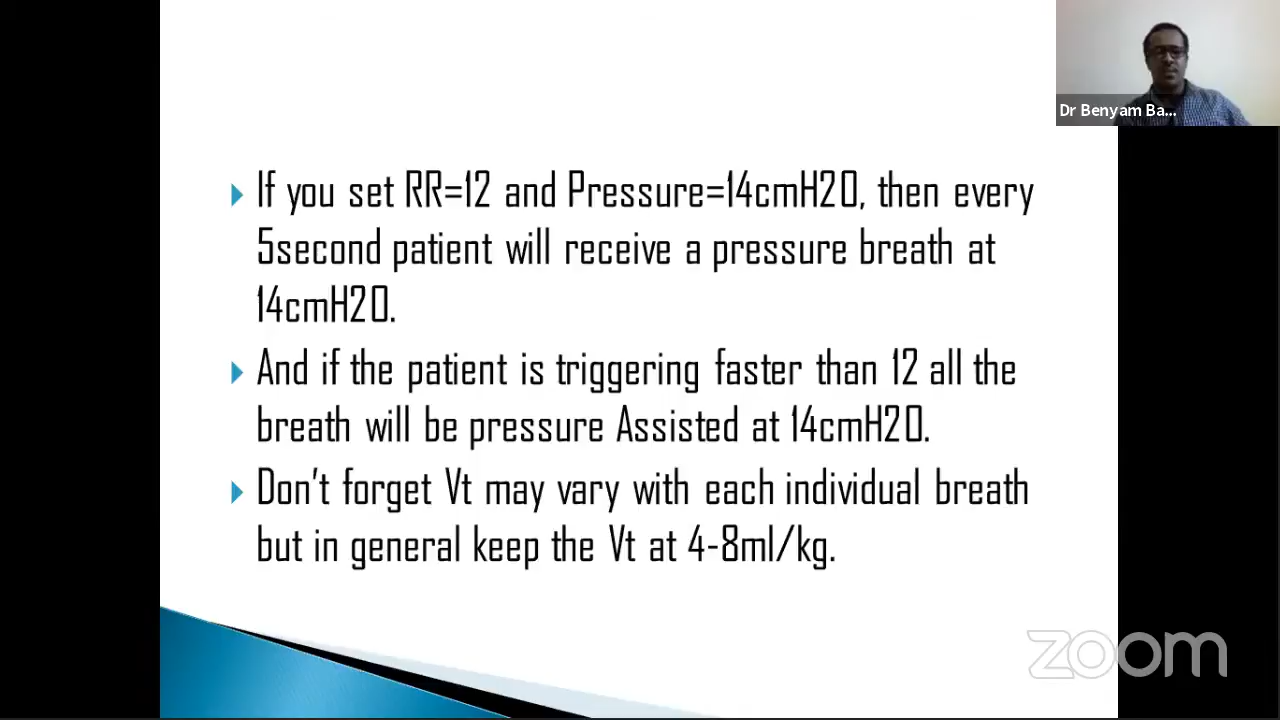 Dr Benyam Ba...
If you set RR=12 and Pressure=14cmH2O, then every
5second patient will receive a pressure breath at
14cmH2O.
And if the patient is triggering faster than 12 all the
breath will be pressure Assisted at 14cmH2O.
Don't forget Vt may vary with each individual breath
but in general keep the Vt at 4-8ml/kg.
zoom